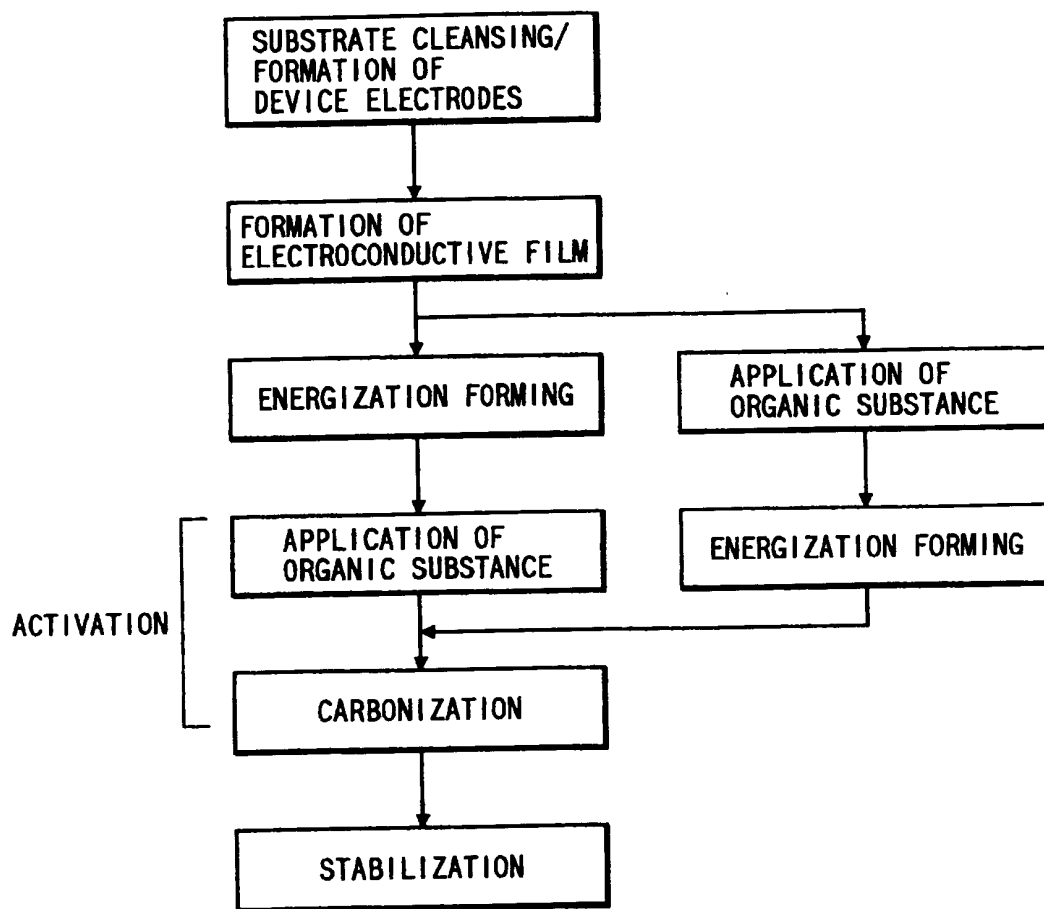 SUBSTRATE CLEANSING/
FORMATION OF
DEVICE ELECTRODES
FORMATION OF
ELECTROCONDUCTIVE FILM
ENERGIZATION FORMING
APPLICATION OF
ORGANIC SUBSTANCE
APPLICATION OF
ORGANIC SUBSTANCE
ENERGIZATION FORMING
ACTIVATION
CARBONIZATION
STABILIZATION